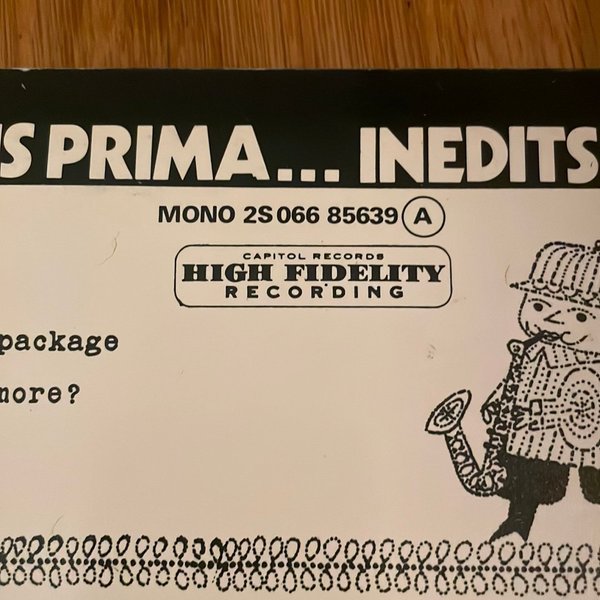 'S PRIMA... INEDITS
MONO 2S 066 85639 A
CAPITOL RECORDS
HIGH FIDELITY
RECORDING
package
more?